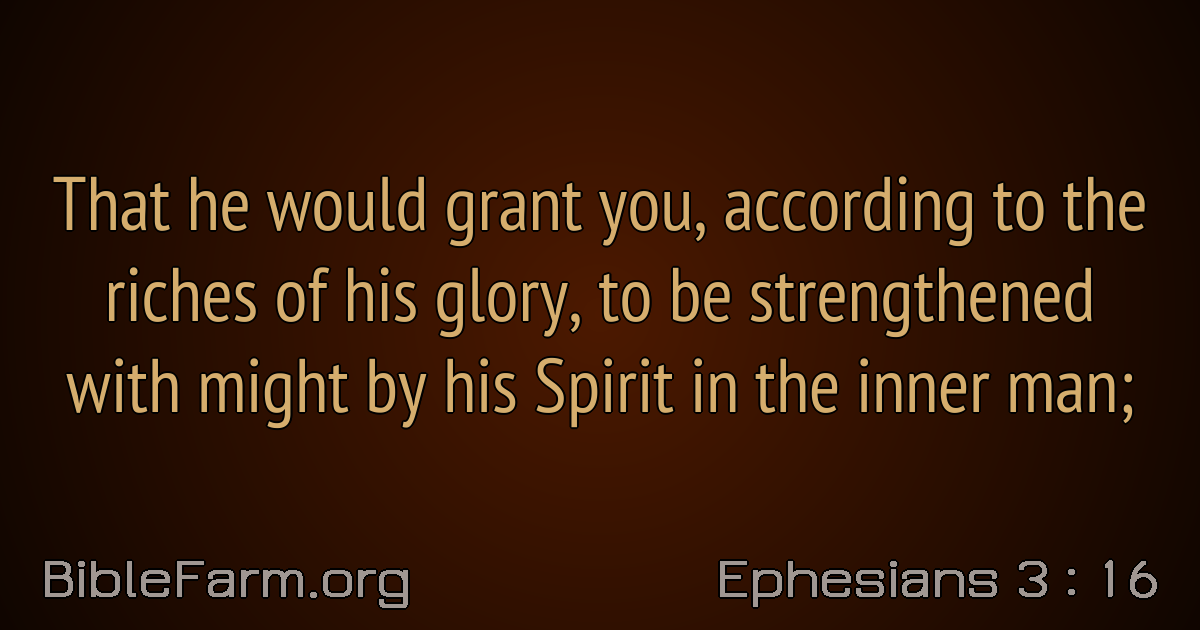 That he would grant you, according to the
riches of his glory, to be strengthened
with might by his Spirit in the inner man;
BibleFarm.org
Ephesians 3 : 16